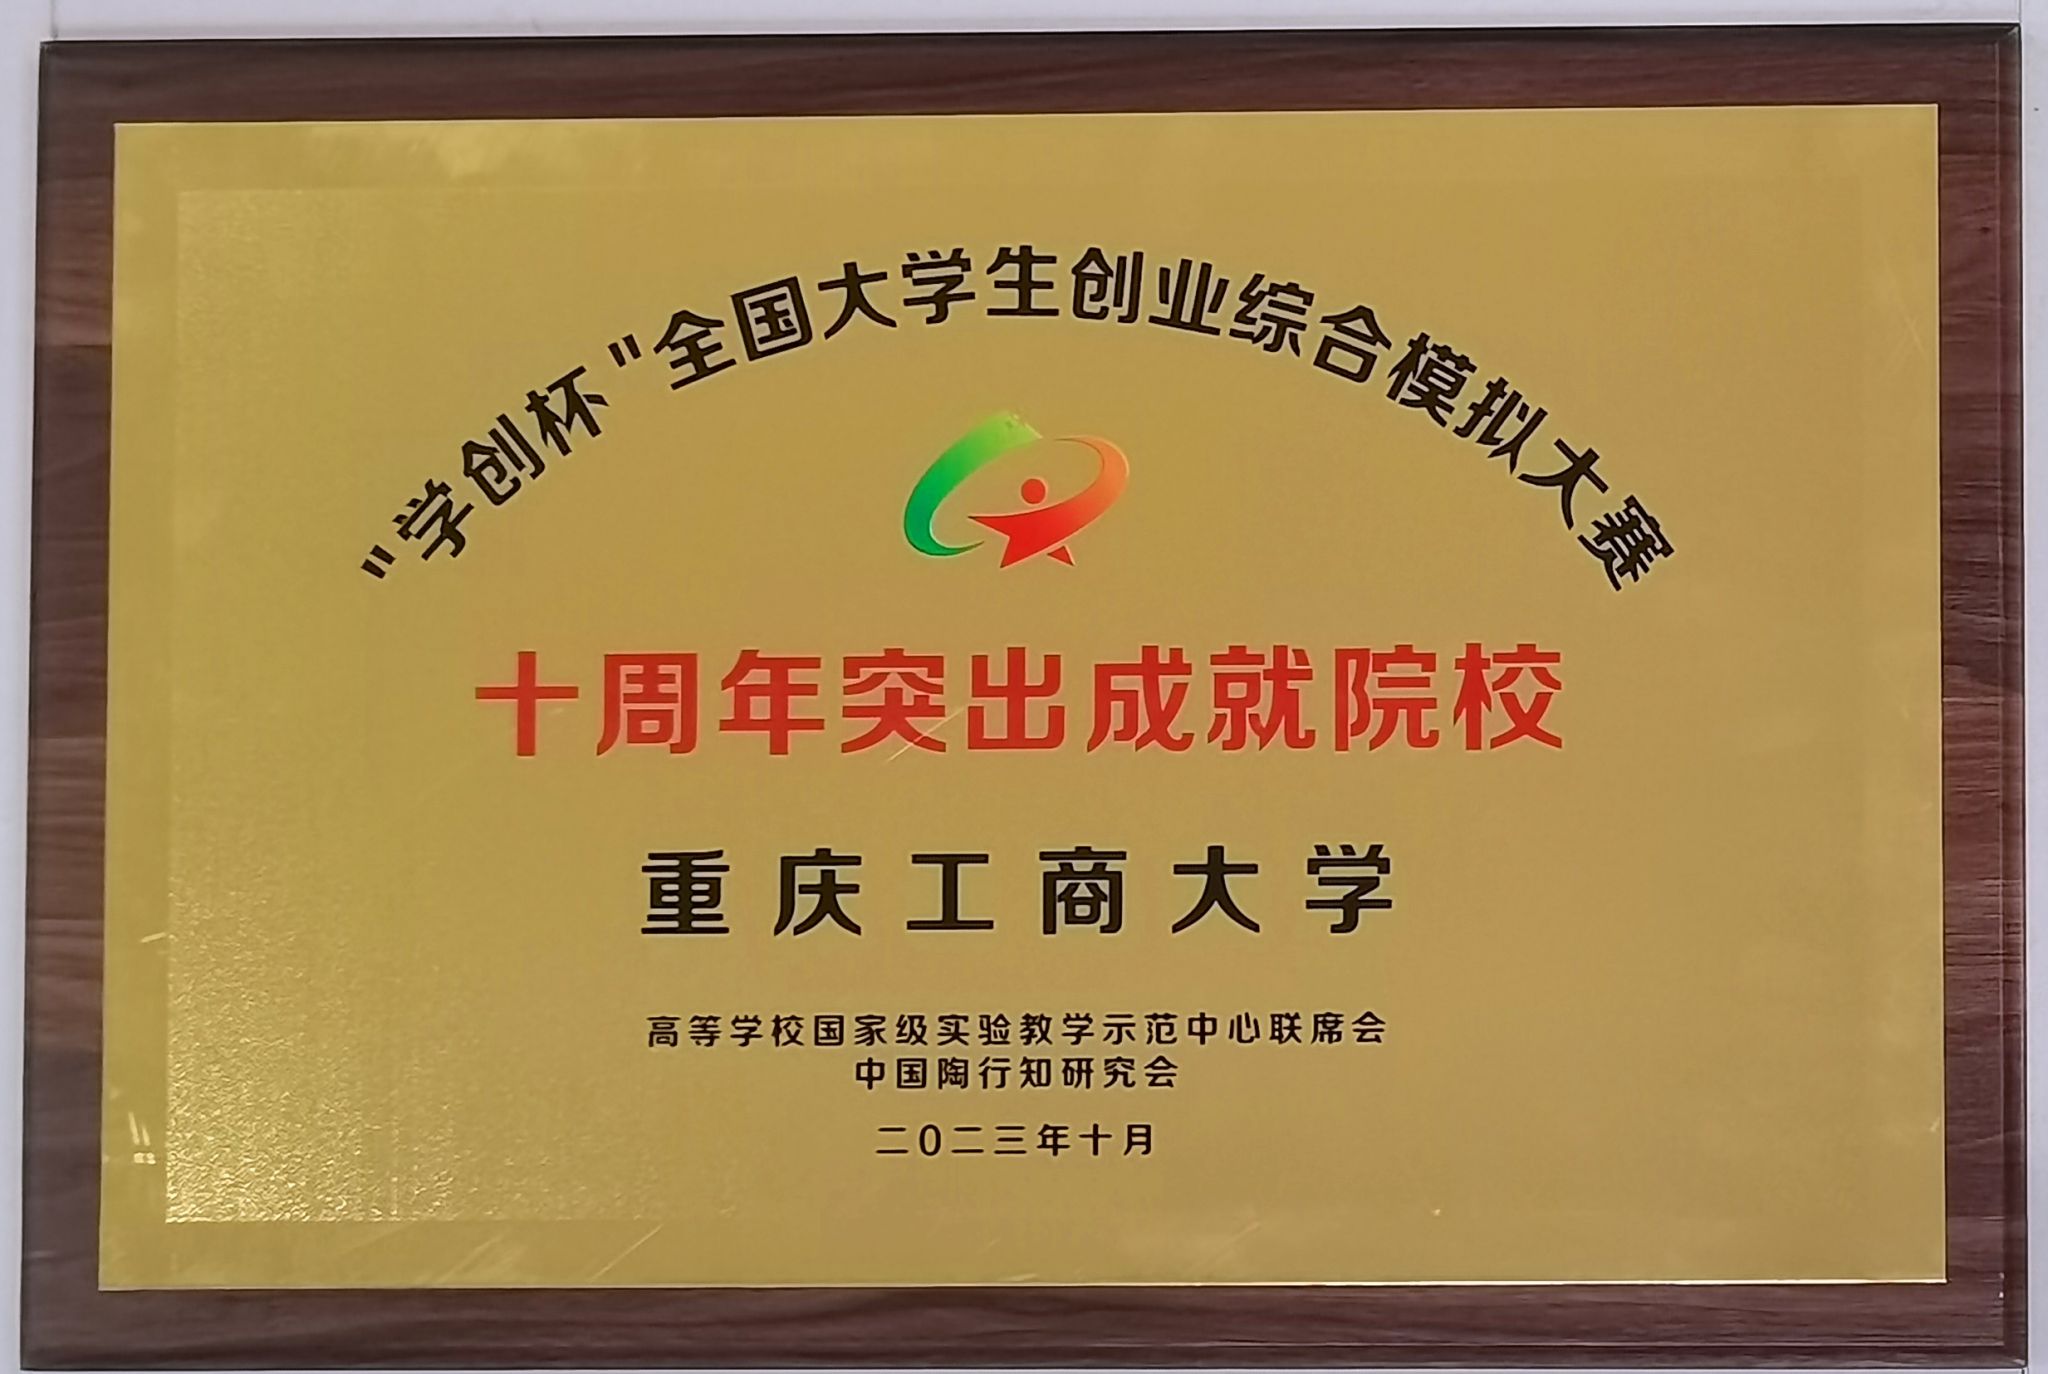 "学创杯"全国大学生创业综合模拟大赛
十周年突出成就院校
重庆工商大学
高等学校国家级实验教学示范中心联席会
中国陶行知研究会
二〇二三年十月